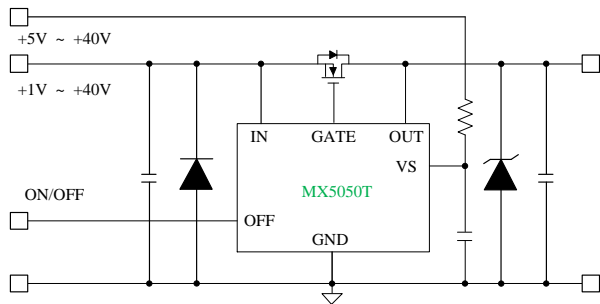 +5V ~ +40V
+1V ~ +40V
IN GATE OUT
VS
MX5050T
ON/OFF
OFF
GND